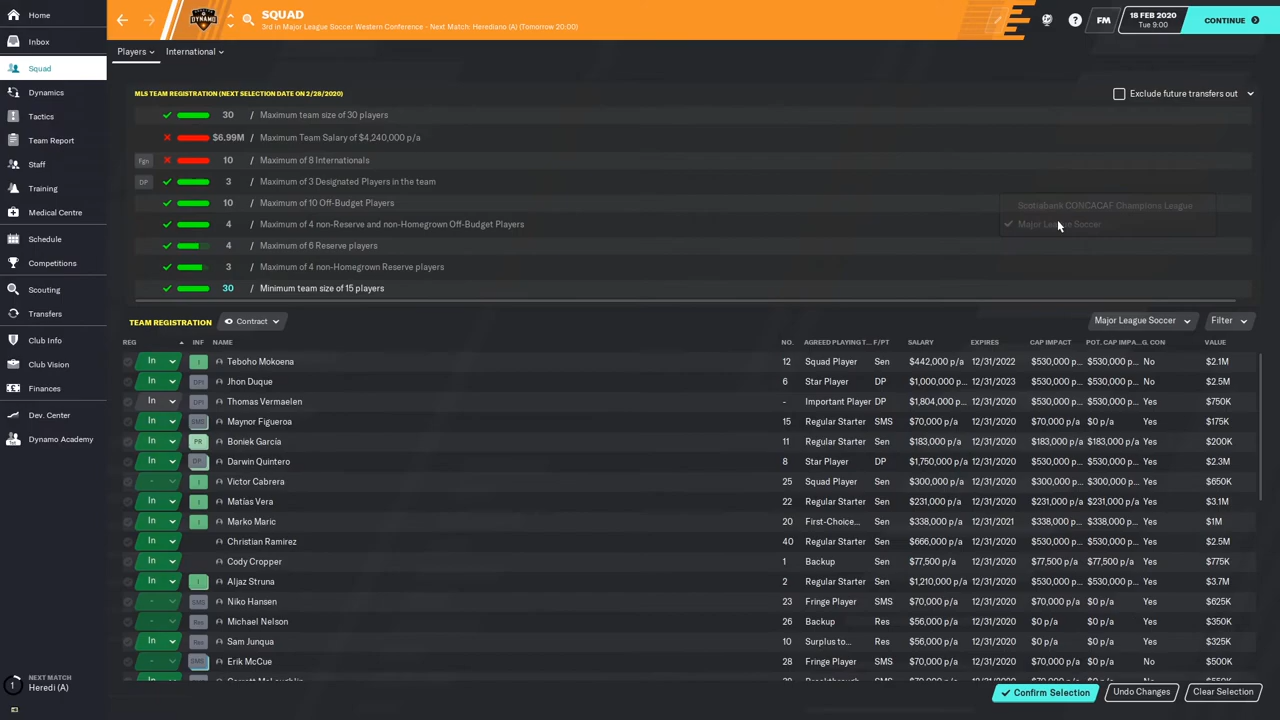 Home
Inbox
Squad
Dynamics
Tactics
Team Report
Staff
Training
Medical Centre
Schedule
Competitions
Scouting
Transfers
Club Info
Club Vision
Finances
Dev. Center
Dynamo Academy
NEXT MATCH
Heredi (A)
DYNAMO
SQUAD
3rd in Major League Soccer Western Conference - Next Match: Herediano (A) (Tomorrow 20:00)
FM
18 FEB 2020
Tue 9:00
CONTINUE
Players
International
MLS TEAM REGISTRATION (NEXT SELECTION DATE ON 2/28/2020)
Exclude future transfers out
30 / Maximum team size of 30 players
$6.99M / Maximum Team Salary of $4,240,000 p/a
Fgn 10 / Maximum of 8 Internationals
DP 3 / Maximum of 3 Designated Players in the team
10 / Maximum of 10 Off-Budget Players
4 / Maximum of 4 non-Reserve and non-Homegrown Off-Budget Players
4 / Maximum of 6 Reserve players
3 / Maximum of 4 non-Homegrown Reserve players
30 / Minimum team size of 15 players
Scotiabank CONCACAF Champions League
Major League Soccer
TEAM REGISTRATION
Contract
Major League Soccer
Filter
REG INF NAME NO. AGREED PLAYING T... F/PT SALARY EXPIRES CAP IMPACT POT. CAP IMPA... G. CON VALUE
In I Teboho Mokoena 12 Squad Player Sen $442,000 p/a 12/31/2022 $530,000 p... $530,000 p... No $2.1M
In DPI Jhon Duque 6 Star Player DP $1,000,000 p... 12/31/2023 $530,000 p... $530,000 p... No $2.5M
In DPI Thomas Vermaelen - Important Player DP $1,804,000 p... 12/31/2020 $530,000 p... $530,000 p... Yes $750K
In SMS Maynor Figueroa 15 Regular Starter SMS $70,000 p/a 12/31/2020 $70,000 p/a $0 p/a Yes $175K
In PR Boniek García 11 Regular Starter Sen $183,000 p/a 12/31/2020 $183,000 p/a $183,000 p/a Yes $200K
In DP Darwin Quintero 8 Star Player DP $1,750,000 p/a 12/31/2020 $530,000 p... $530,000 p... Yes $2.3M
- I Victor Cabrera 25 Squad Player Sen $300,000 p/a 12/31/2020 $300,000 p... $300,000 p... Yes $650K
In I Matías Vera 22 Regular Starter Sen $231,000 p/a 12/31/2020 $231,000 p/a $231,000 p/a Yes $3.1M
In I Marko Maric 20 First-Choice... Sen $338,000 p/a 12/31/2021 $338,000 p... $338,000 p... Yes $1M
In Christian Ramirez 40 Regular Starter Sen $666,000 p/a 12/31/2020 $530,000 p... $530,000 p... Yes $2.5M
In Cody Cropper 1 Backup Sen $77,500 p/a 12/31/2020 $77,500 p/a $77,500 p/a Yes $775K
In I Aljaz Struna 2 Regular Starter Sen $1,210,000 p/a 12/31/2020 $530,000 p... $530,000 p... Yes $3.7M
- SMS Niko Hansen 23 Fringe Player SMS $70,000 p/a 12/31/2020 $70,000 p/a $0 p/a Yes $625K
- Res Michael Nelson 26 Backup Res $56,000 p/a 12/31/2020 $0 p/a $0 p/a Yes $350K
In Res Sam Junqua 10 Surplus to... Res $56,000 p/a 12/31/2020 $0 p/a $0 p/a Yes $325K
- SMS Erik McCue 28 Fringe Player SMS $70,000 p/a 12/31/2020 $70,000 p/a $0 p/a No $500K
Confirm Selection
Undo Changes
Clear Selection